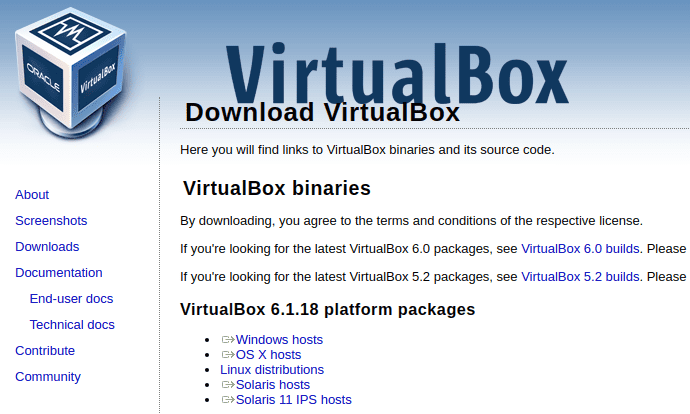 ORACLE
VirtualBox
VirtualBox
Download VirtualBox
Here you will find links to VirtualBox binaries and its source code.
About
Screenshots
Downloads
Documentation
End-user docs
Technical docs
Contribute
Community
VirtualBox binaries
By downloading, you agree to the terms and conditions of the respective license.
If you're looking for the latest VirtualBox 6.0 packages, see VirtualBox 6.0 builds. Please
If you're looking for the latest VirtualBox 5.2 packages, see VirtualBox 5.2 builds. Please
VirtualBox 6.1.18 platform packages
Windows hosts
OS X hosts
Linux distributions
Solaris hosts
Solaris 11 IPS hosts